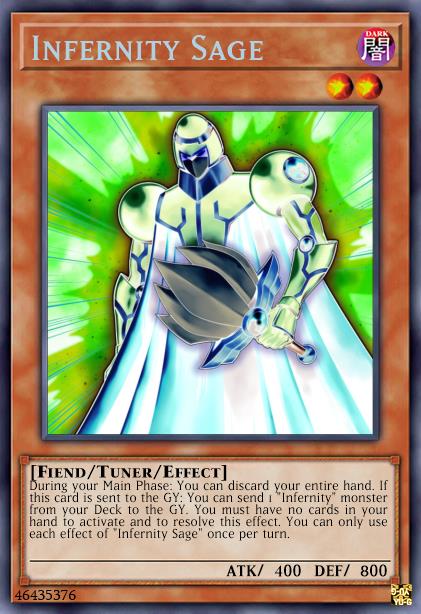 Infernity Sage
DARK
闇
[Fiend/Tuner/Effect]
During your Main Phase: You can discard your entire hand. If
this card is sent to the GY: You can send 1 "Infernity" monster
from your Deck to the GY. You must have no cards in your
hand to activate and to resolve this effect. You can only use
each effect of "Infernity Sage" once per turn.
ATK/ 400 DEF/ 800
46435376